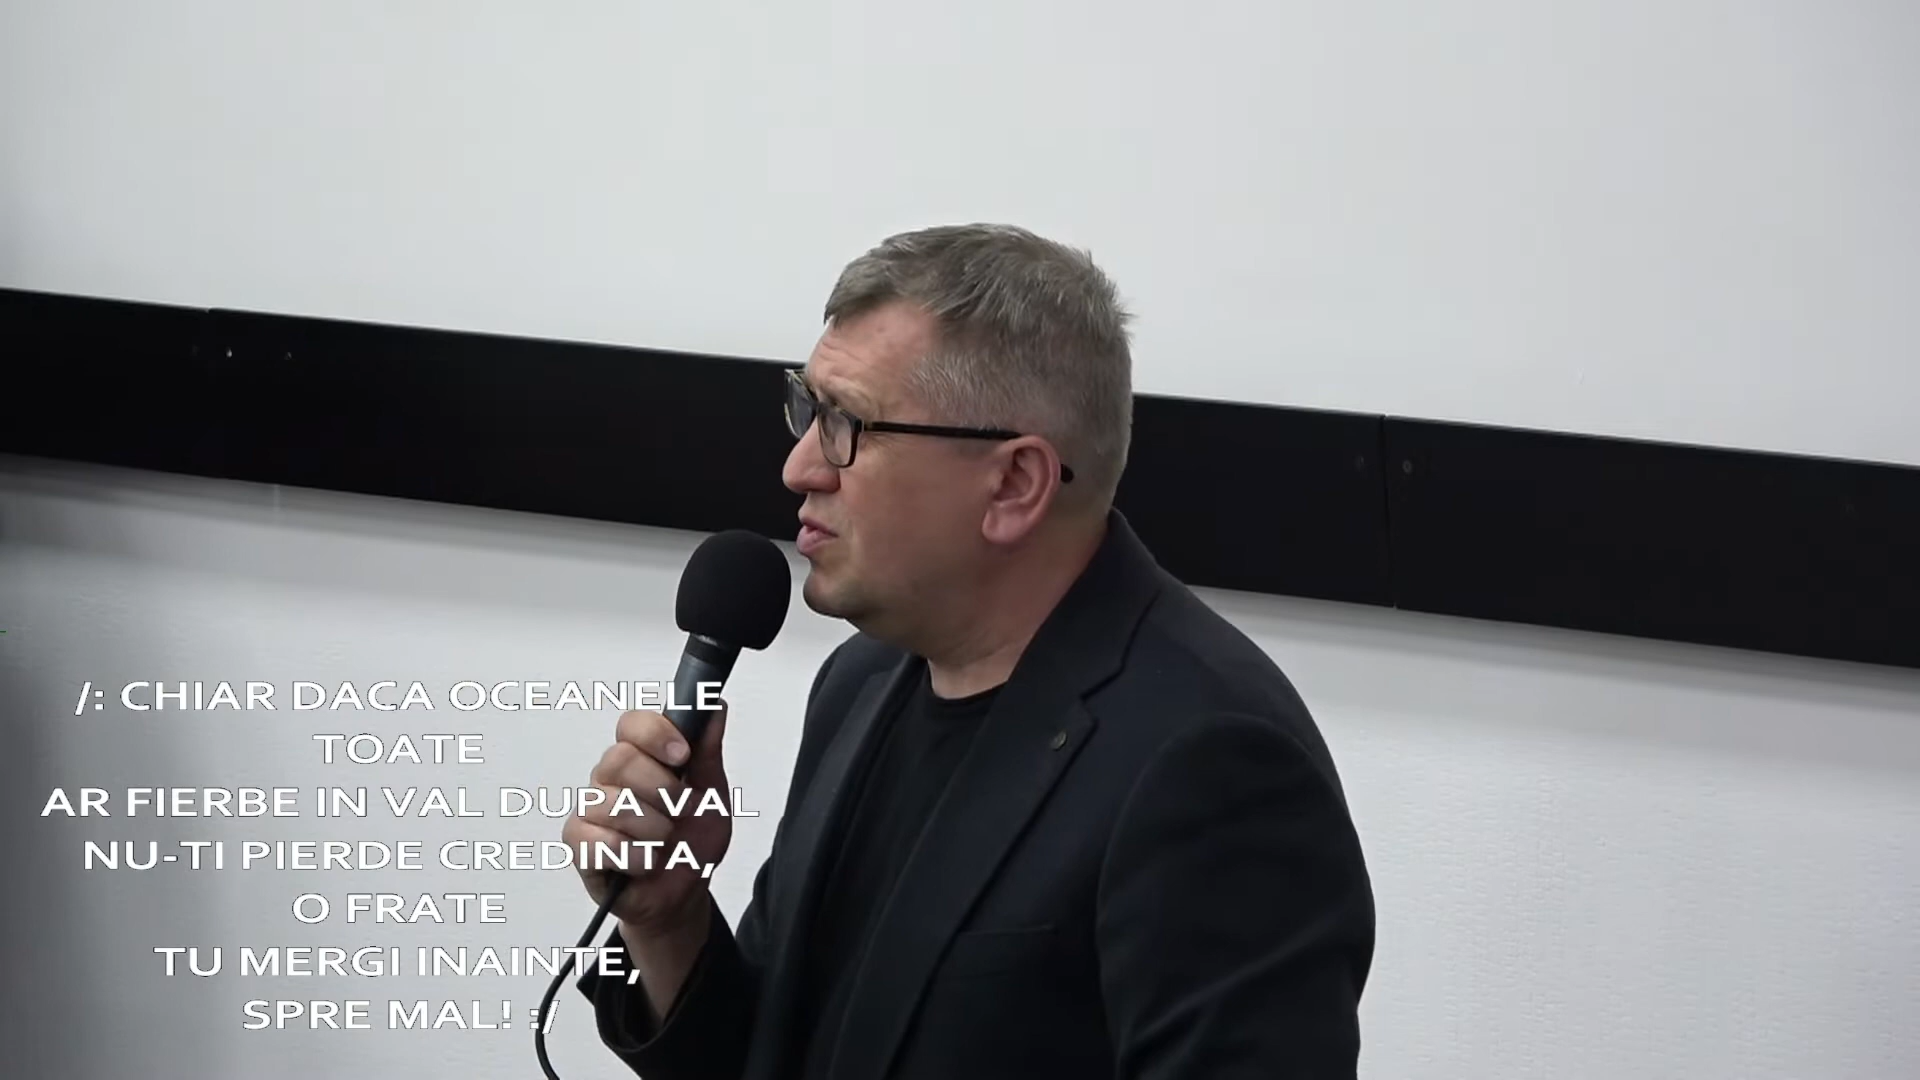 /: CHIAR DACA OCEANELE
TOATE
AR FIERBE IN VAL DUPA VAL
NU-TI PIERDE CREDINTA,
O FRATE
TU MERGI INAINTE,
SPRE MAL! :/